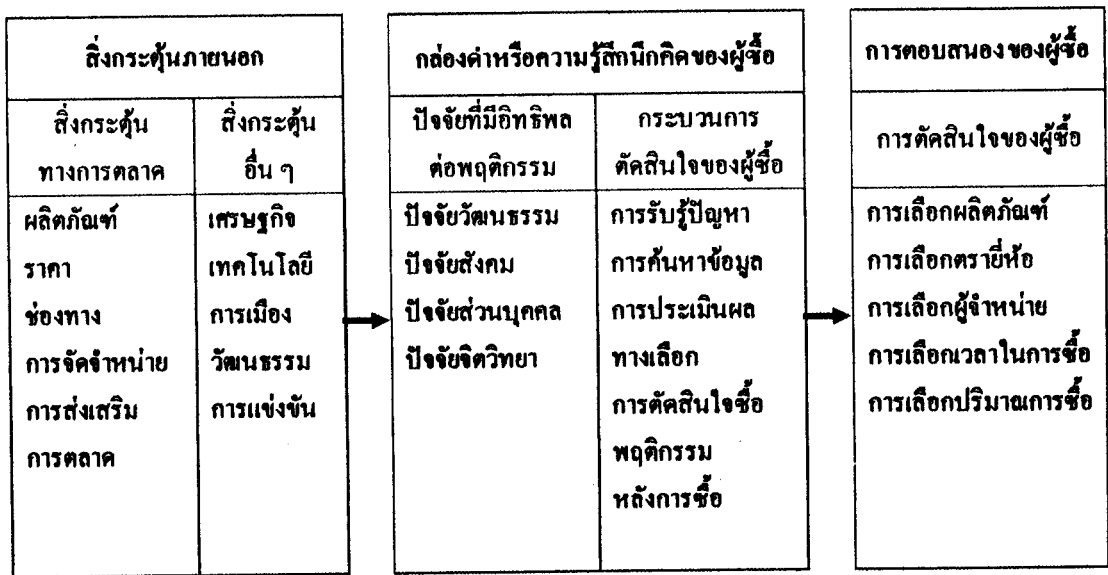 สิ่งกระตุ้นภายนอก
สิ่งกระตุ้น
ทางการตลาด
สิ่งกระตุ้น
อื่น ๆ
ผลิตภัณฑ์
ราคา
ช่องทาง
การจัดจำหน่าย
การส่งเสริม
การตลาด
เศรษฐกิจ
เทคโนโลยี
การเมือง
วัฒนธรรม
การแข่งขัน
กล่องดำหรือความรู้สึกนึกคิดของผู้ซื้อ
ปัจจัยที่มีอิทธิพล
ต่อพฤติกรรม
กระบวนการ
ตัดสินใจของผู้ซื้อ
ปัจจัยวัฒนธรรม
ปัจจัยสังคม
ปัจจัยส่วนบุคคล
ปัจจัยจิตวิทยา
การรับรู้ปัญหา
การค้นหาข้อมูล
การประเมินผล
ทางเลือก
การตัดสินใจซื้อ
พฤติกรรม
หลังการซื้อ
การตอบสนองของผู้ซื้อ
การตัดสินใจของผู้ซื้อ
การเลือกผลิตภัณฑ์
การเลือกตรายี่ห้อ
การเลือกผู้จำหน่าย
การเลือกเวลาในการซื้อ
การเลือกปริมาณการซื้อ